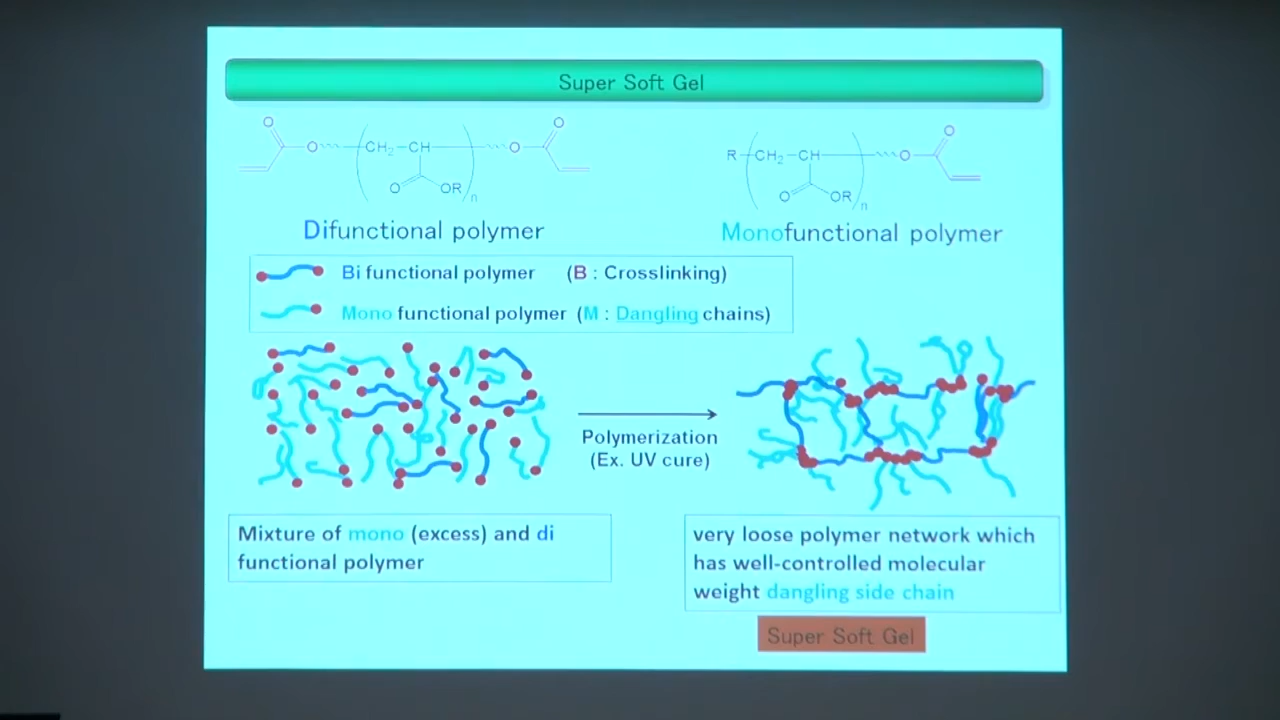 Super Soft Gel
O
O
CH2-CH
O
O
O
OR
n
R
CH2-CH
O
O
O
OR
n
Difunctional polymer
Monofunctional polymer
Bi functional polymer (B : Crosslinking)
Mono functional polymer (M : Dangling chains)
Polymerization
(Ex. UV cure)
Mixture of mono (excess) and di
functional polymer
very loose polymer network which
has well-controlled molecular
weight dangling side chain
Super Soft Gel